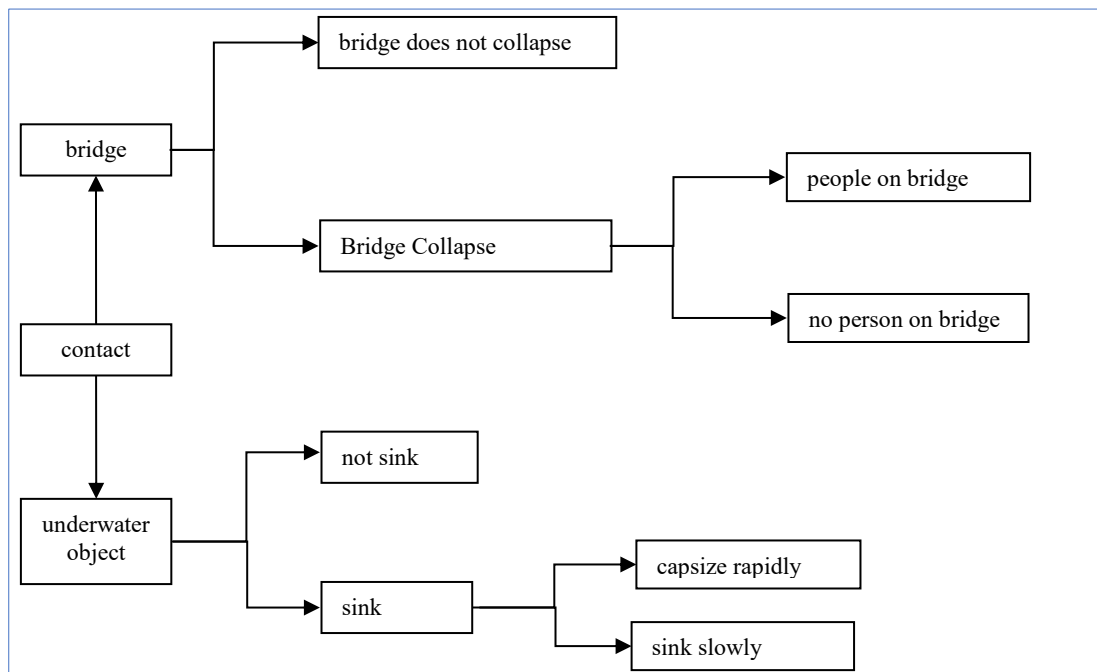 bridge does not collapse
bridge
people on bridge
Bridge Collapse
no person on bridge
contact
not sink
underwater
object
capsize rapidly
sink
sink slowly